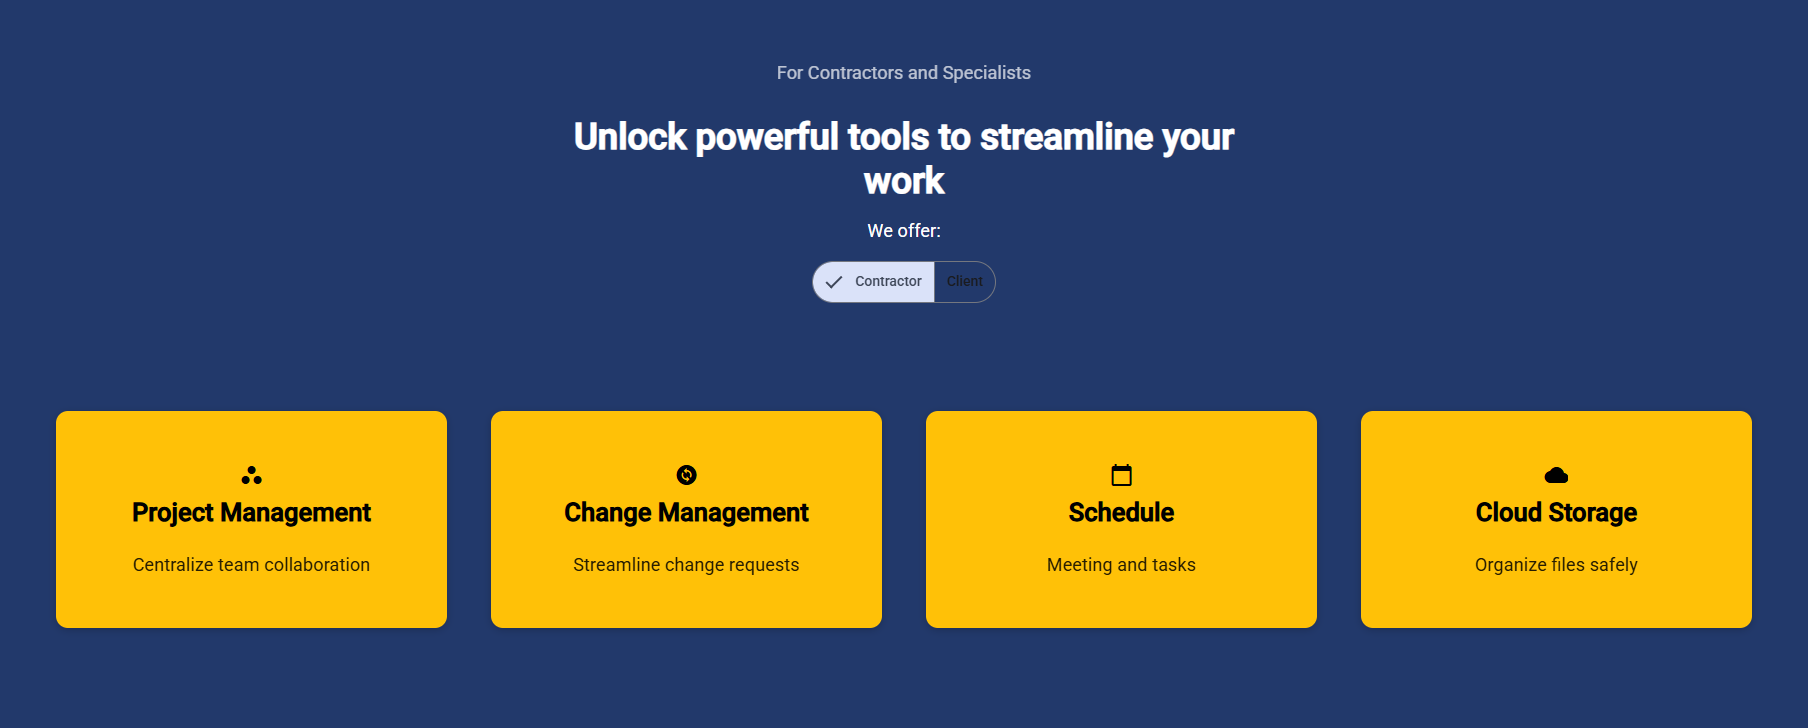 For Contractors and Specialists
Unlock powerful tools to streamline your
work
We offer:
Contractor
Client
Project Management
Centralize team collaboration
Change Management
Streamline change requests
Schedule
Meeting and tasks
Cloud Storage
Organize files safely